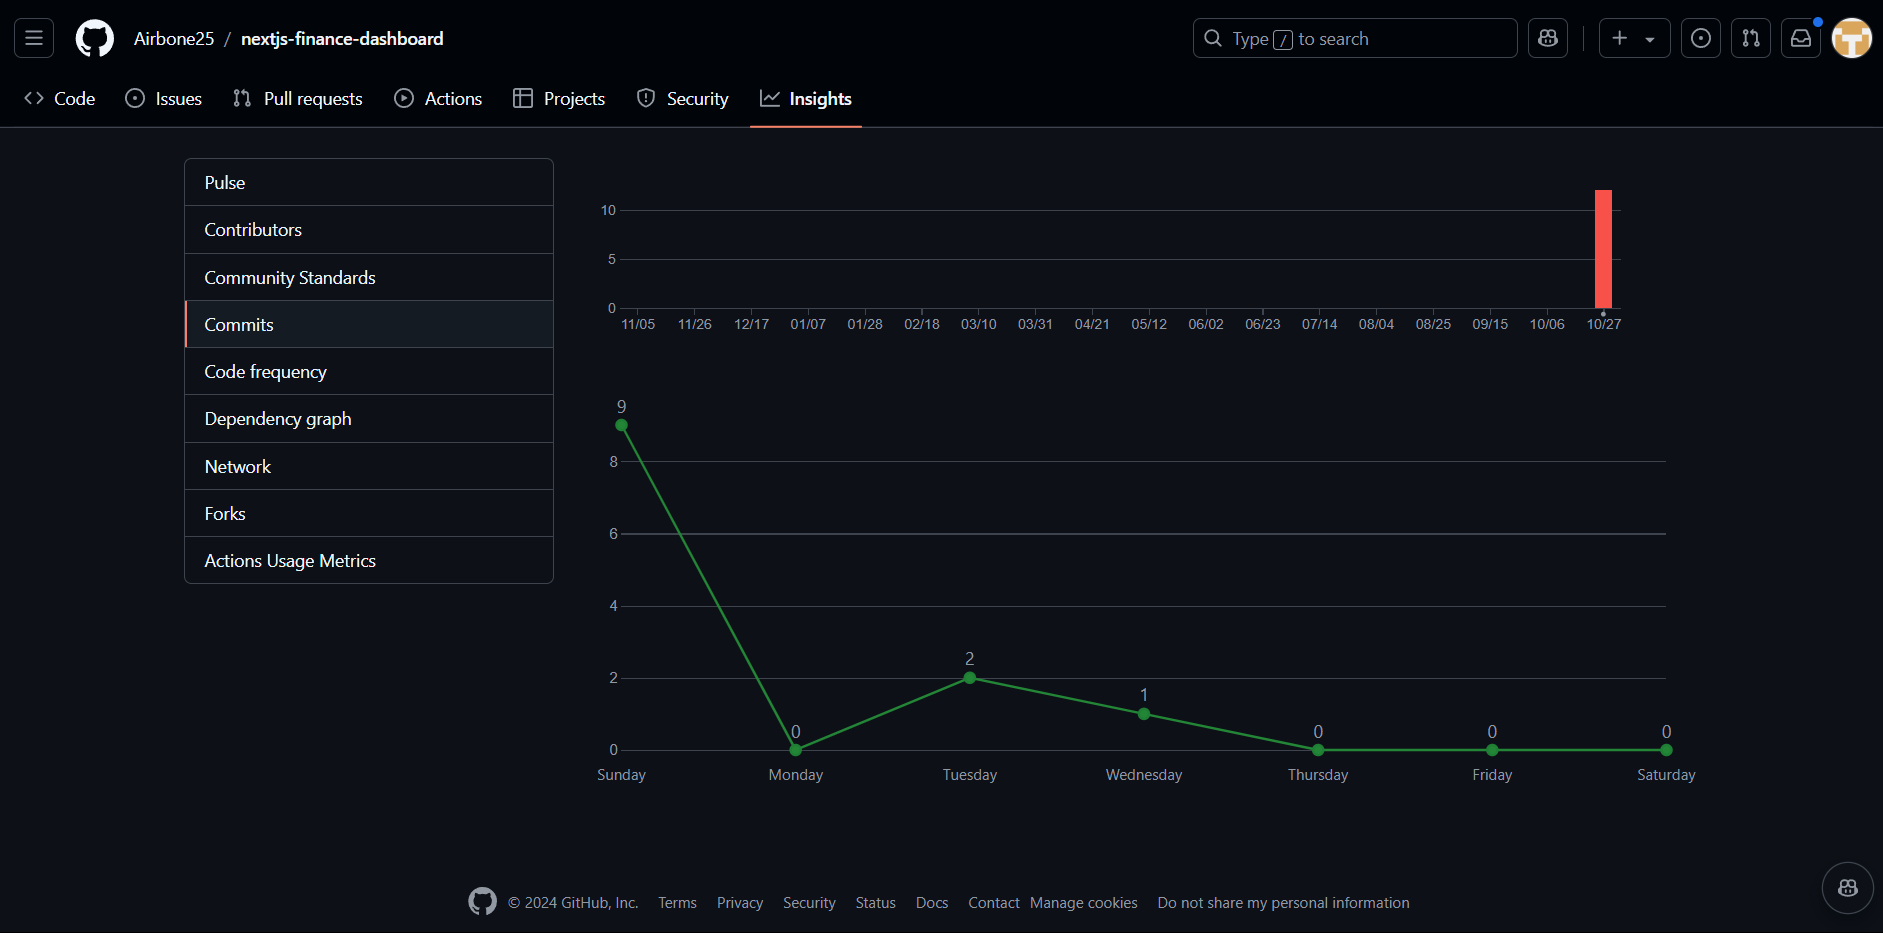 Airbone25 / nextjs-finance-dashboard
Type / to search
Code Issues Pull requests Actions Projects Security Insights
Pulse
Contributors
Community Standards
Commits
Code frequency
Dependency graph
Network
Forks
Actions Usage Metrics
10
5
0
11/05 11/26 12/17 01/07 01/28 02/18 03/10 03/31 04/21 05/12 06/02 06/23 07/14 08/04 08/25 09/15 10/06 10/27
9
8
6
4
2
2
1
0 0 0 0
0
Sunday Monday Tuesday Wednesday Thursday Friday Saturday
© 2024 GitHub, Inc. Terms Privacy Security Status Docs Contact Manage cookies Do not share my personal information